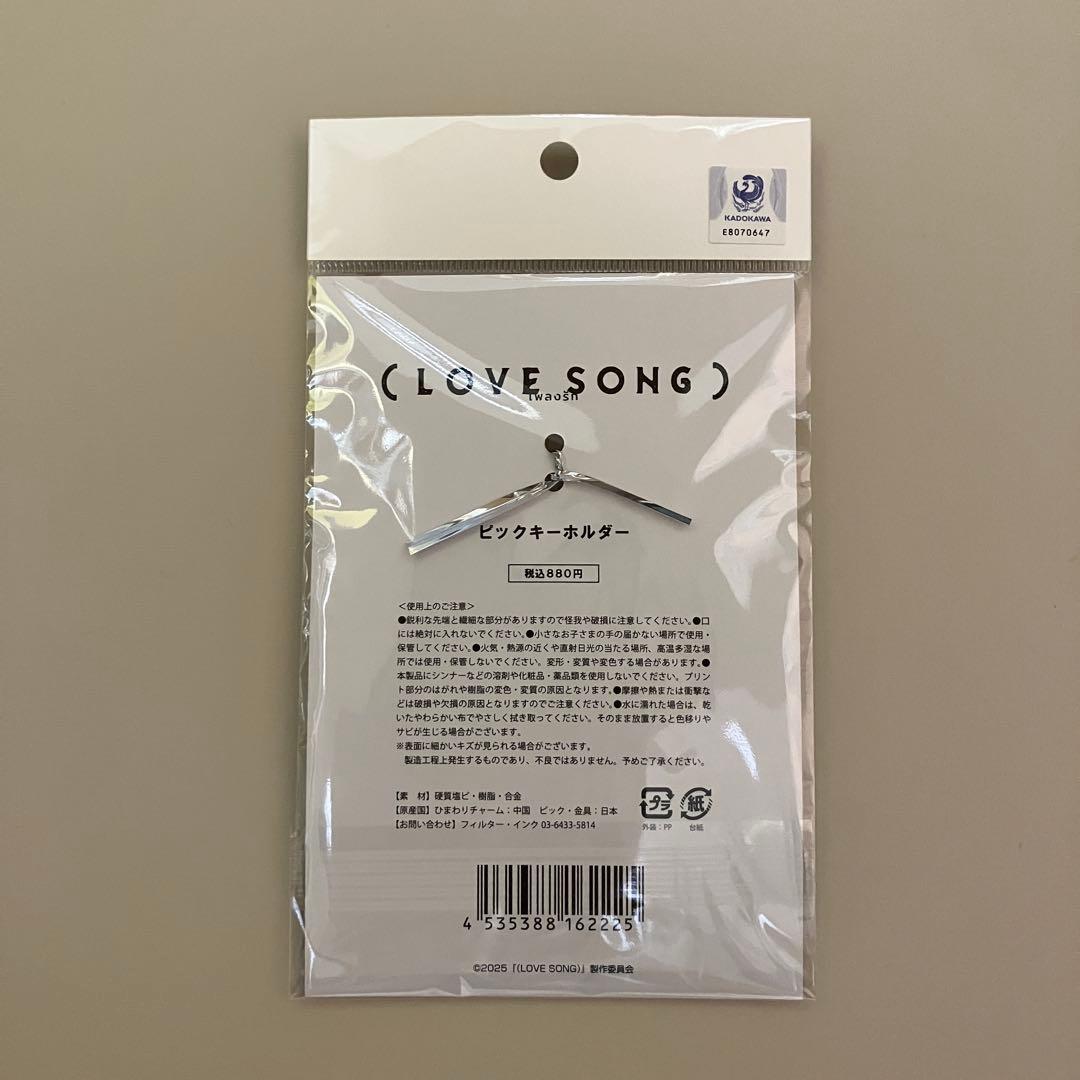 KADOKAWA
E8070647
( LOVE SONG )
เพลงรัก
ピックキーホルダー
税込880円
＜使用上のご注意＞
●鋭利な先端と繊細な部分がありますので怪我や破損に注意してください。●口
には絶対に入れないでください。●小さなお子さまの手の届かない場所で使用・
保管してください。●火気・熱源の近くや直射日光の当たる場所、高温多湿な場
所では使用・保管しないでください。変形・変質や変色する場合があります。●
本製品にシンナーなどの溶剤や化粧品・薬品類を使用しないでください。プリン
ト部分のはがれや樹脂の変色・変質の原因となります。●摩擦や熱または衝撃な
どは破損や欠損の原因となりますのでご注意ください。●水に濡れた場合は、乾
いたやわらかい布でやさしく拭き取ってください。そのまま放置すると色移りや
サビが生じる場合がございます。
※表面に細かいキズが見られる場合がございます。
製造工程上発生するものであり、不良ではありません。予めご了承ください。
【素　材】硬質塩ビ・樹脂・合金
【原産国】ひまわりチャーム：中国　ピック・金具：日本
【お問い合わせ】フィルター・インク 03-6433-5814
プラ 紙
外装：PP 台紙
4 535388 162225
©2025『(LOVE SONG)』製作委員会